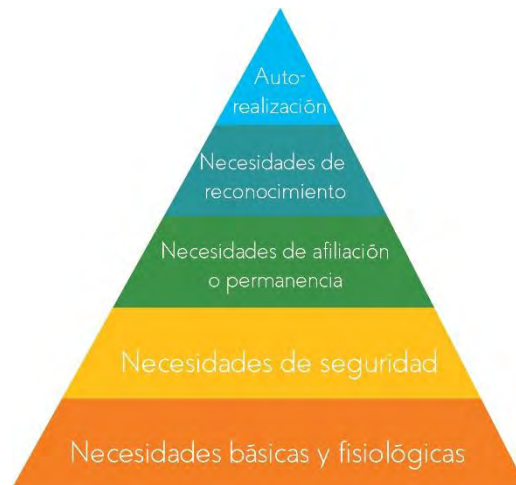 Auto-
realización
Necesidades de
reconocimiento
Necesidades de afiliación
o permanencia
Necesidades de seguridad
Necesidades básicas y fisiológicas